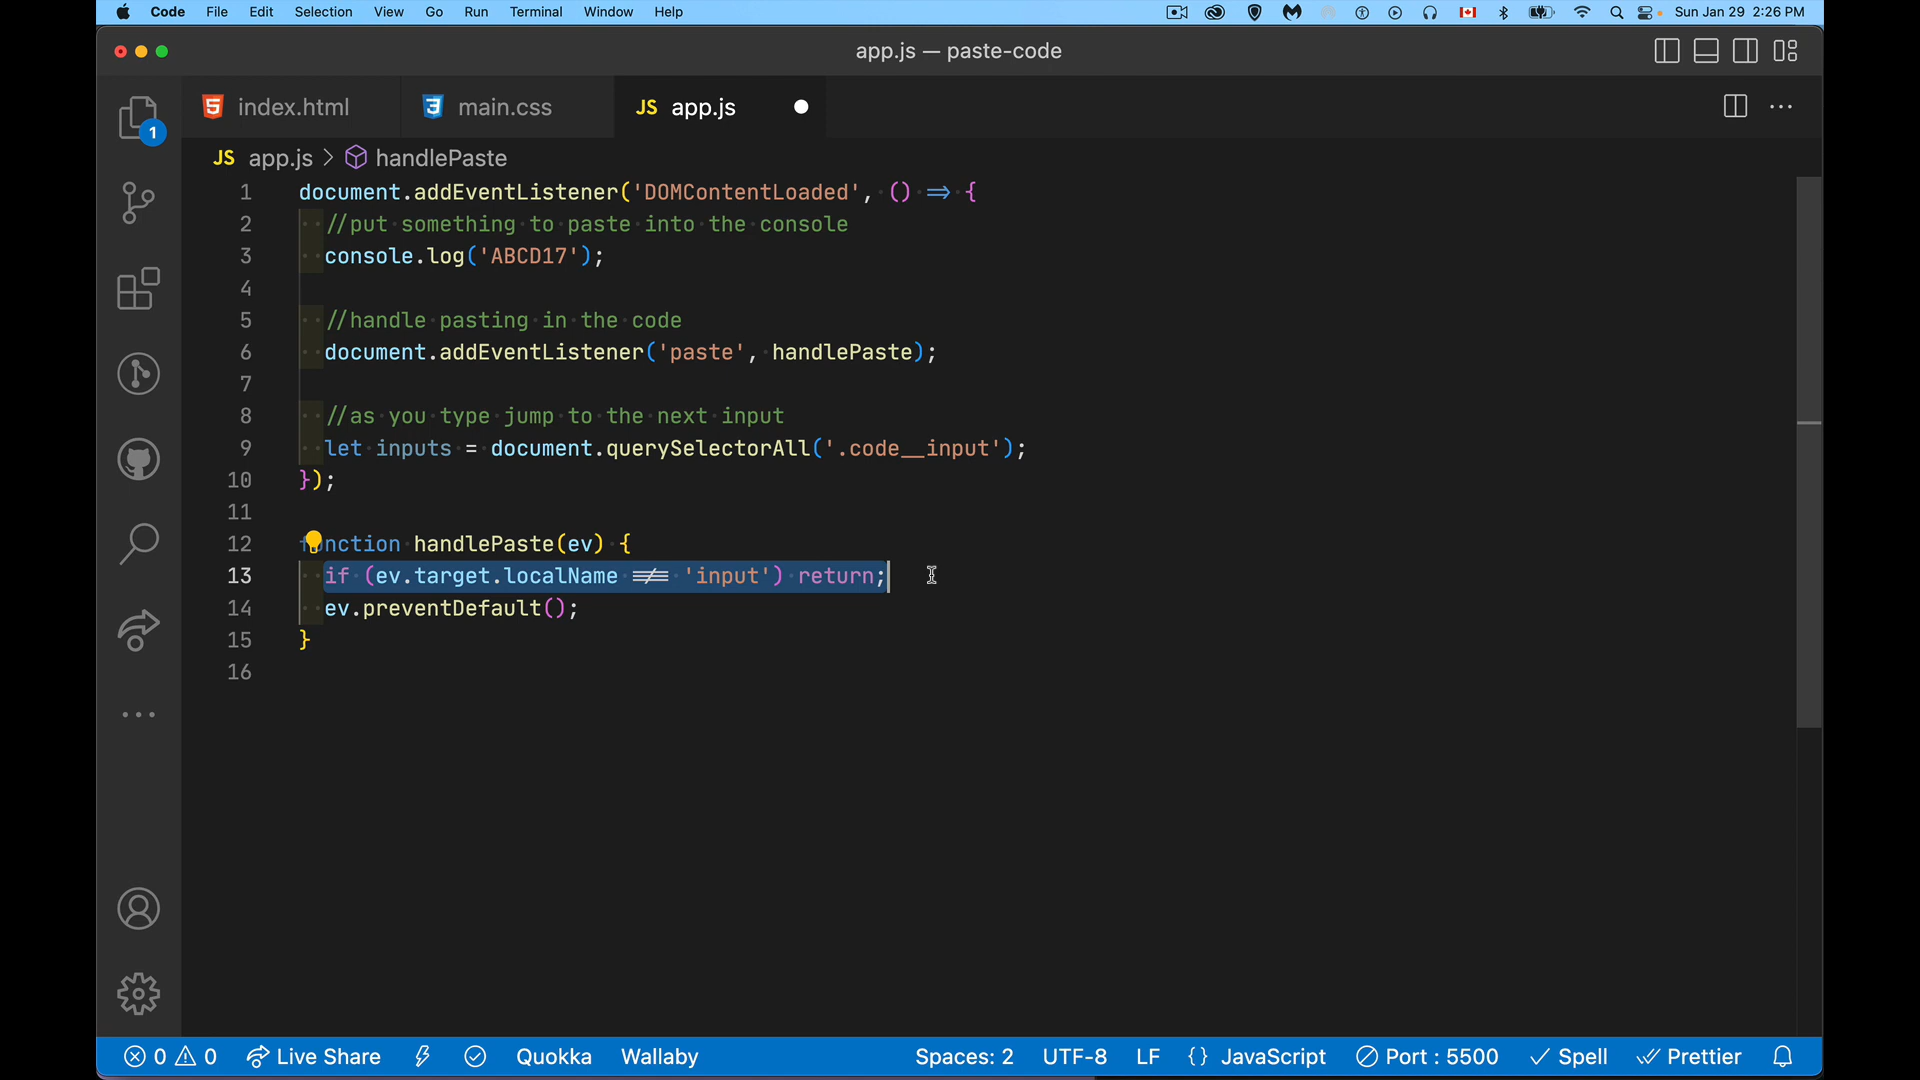 Code File Edit Selection View Go Run Terminal Window Help Sun Jan 29 2:26 PM
app.js — paste-code
index.html main.css JS app.js
1
JS app.js > handlePaste
1 document.addEventListener('DOMContentLoaded', () => {
2 //put something to paste into the console
3 console.log('ABCD17');
4
5 //handle pasting in the code
6 document.addEventListener('paste', handlePaste);
7
8 //as you type jump to the next input
9 let inputs = document.querySelectorAll('.code__input');
10 });
11
12 function handlePaste(ev) {
13 if (ev.target.localName !== 'input') return;
14 ev.preventDefault();
15 }
16
0 0 Live Share Quokka Wallaby Spaces: 2 UTF-8 LF {} JavaScript Port : 5500 Spell Prettier